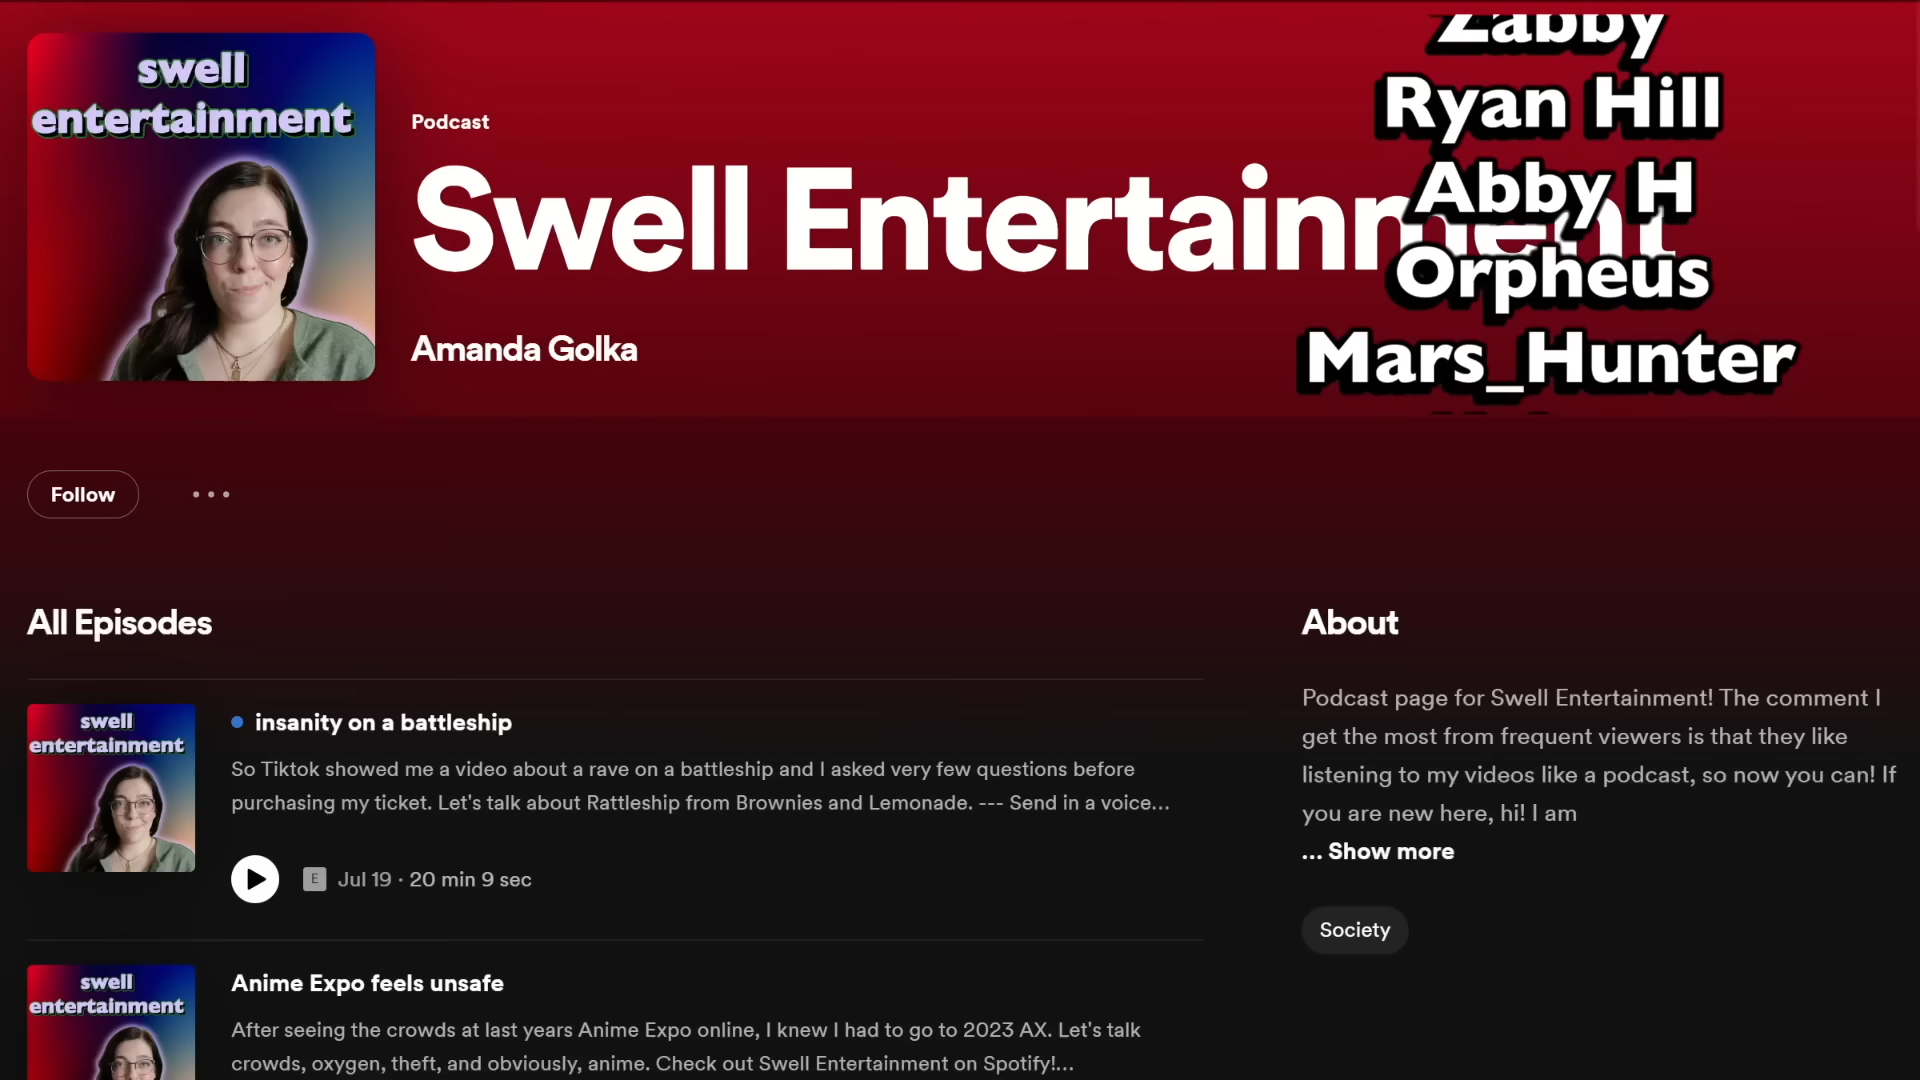 swell
entertainment
Podcast
Swell Entertainment
Amanda Golka
Zabby
Ryan Hill
Abby H
Orpheus
Mars_Hunter
Follow
All Episodes
swell
entertainment
insanity on a battleship
So Tiktok showed me a video about a rave on a battleship and I asked very few questions before
purchasing my ticket. Let's talk about Rattleship from Brownies and Lemonade. --- Send in a voice...
E Jul 19 · 20 min 9 sec
swell
entertainment
Anime Expo feels unsafe
After seeing the crowds at last years Anime Expo online, I knew I had to go to 2023 AX. Let's talk
crowds, oxygen, theft, and obviously, anime. Check out Swell Entertainment on Spotify!...
About
Podcast page for Swell Entertainment! The comment I
get the most from frequent viewers is that they like
listening to my videos like a podcast, so now you can! If
you are new here, hi! I am
... Show more
Society